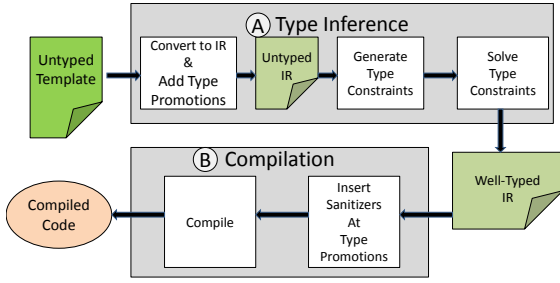 A Type Inference
Untyped
Template
Convert to IR
&
Add Type
Promotions
Untyped
IR
Generate
Type
Constraints
Solve
Type
Constraints
Well-Typed
IR
B Compilation
Insert
Sanitizers
At
Type
Promotions
Compile
Compiled
Code